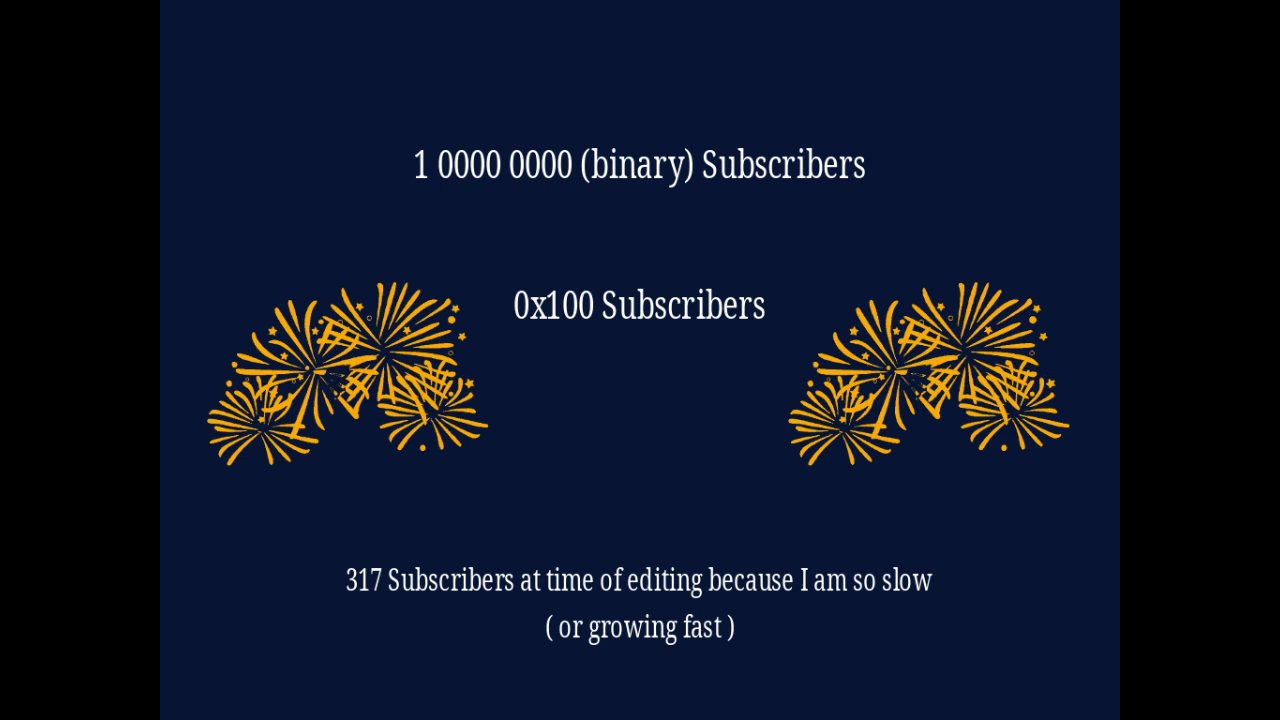 1 0000 0000 (binary) Subscribers
0x100 Subscribers
317 Subscribers at time of editing because I am so slow
( or growing fast )